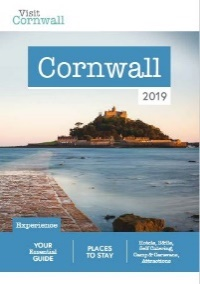 Visit
Cornwall
Cornwall
2019
Experience
YOUR
Essential
GUIDE
PLACES
TO STAY
Hotels, B&Bs,
Self Catering,
Camp & Caravan,
Attractions